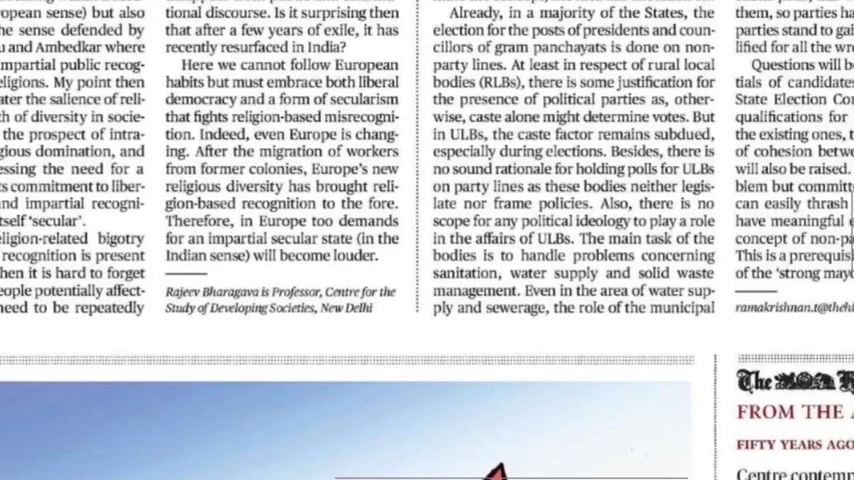 opean sense) but also
he sense defended by
u and Ambedkar where
mpartial public recog-
eligions. My point then
ater the salience of reli-
th of diversity in socie-
the prospect of intra-
gious domination, and
essing the need for a
ts commitment to liber-
and impartial recogni-
tself 'secular'.
eligion-related bigotry
recognition is present
hen it is hard to forget
eople potentially affect-
need to be repeatedly
tional discourse. Is it surprising then
that after a few years of exile, it has
recently resurfaced in India?
Here we cannot follow European
habits but must embrace both liberal
democracy and a form of secularism
that fights religion-based misrecogni-
tion. Indeed, even Europe is chang-
ing. After the migration of workers
from former colonies, Europe's new
religious diversity has brought reli-
gion-based recognition to the fore.
Therefore, in Europe too demands
for an impartial secular state (in the
Indian sense) will become louder.
Rajeev Bharagava is Professor, Centre for the
Study of Developing Societies, New Delhi
Already, in a majority of the States, the
election for the posts of presidents and coun-
cillors of gram panchayats is done on non-
party lines. At least in respect of rural local
bodies (RLBs), there is some justification for
the presence of political parties as, other-
wise, caste alone might determine votes. But
in ULBs, the caste factor remains subdued,
especially during elections. Besides, there is
no sound rationale for holding polls for ULBs
on party lines as these bodies neither legis-
late nor frame policies. Also, there is no
scope for any political ideology to play a role
in the affairs of ULBs. The main task of the
bodies is to handle problems concerning
sanitation, water supply and solid waste
management. Even in the area of water sup-
ply and sewerage, the role of the municipal
them, so parties ha
parties stand to gai
lified for all the wro
Questions will be
tials of candidates
State Election Co
qualifications for
the existing ones, t
of cohesion betw
will also be raised.
blem but committ
can easily thrash
have meaningful e
concept of non-pa
This is a prerequisi
of the 'strong mayo
ramakrishnan.t@thehi
The
FROM THE A
FIFTY YEARS AGO
Centre contemp